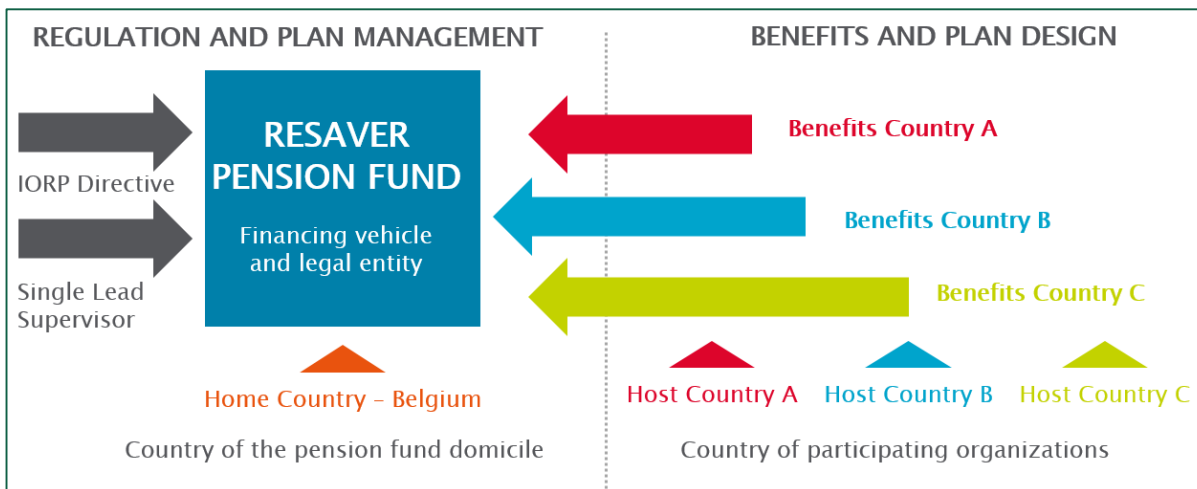 REGULATION AND PLAN MANAGEMENT
IORP Directive
Single Lead
Supervisor
RESAVER
PENSION FUND
Financing vehicle
and legal entity
Home Country – Belgium
Country of the pension fund domicile
BENEFITS AND PLAN DESIGN
Benefits Country A
Benefits Country B
Benefits Country C
Host Country A
Host Country B
Host Country C
Country of participating organizations